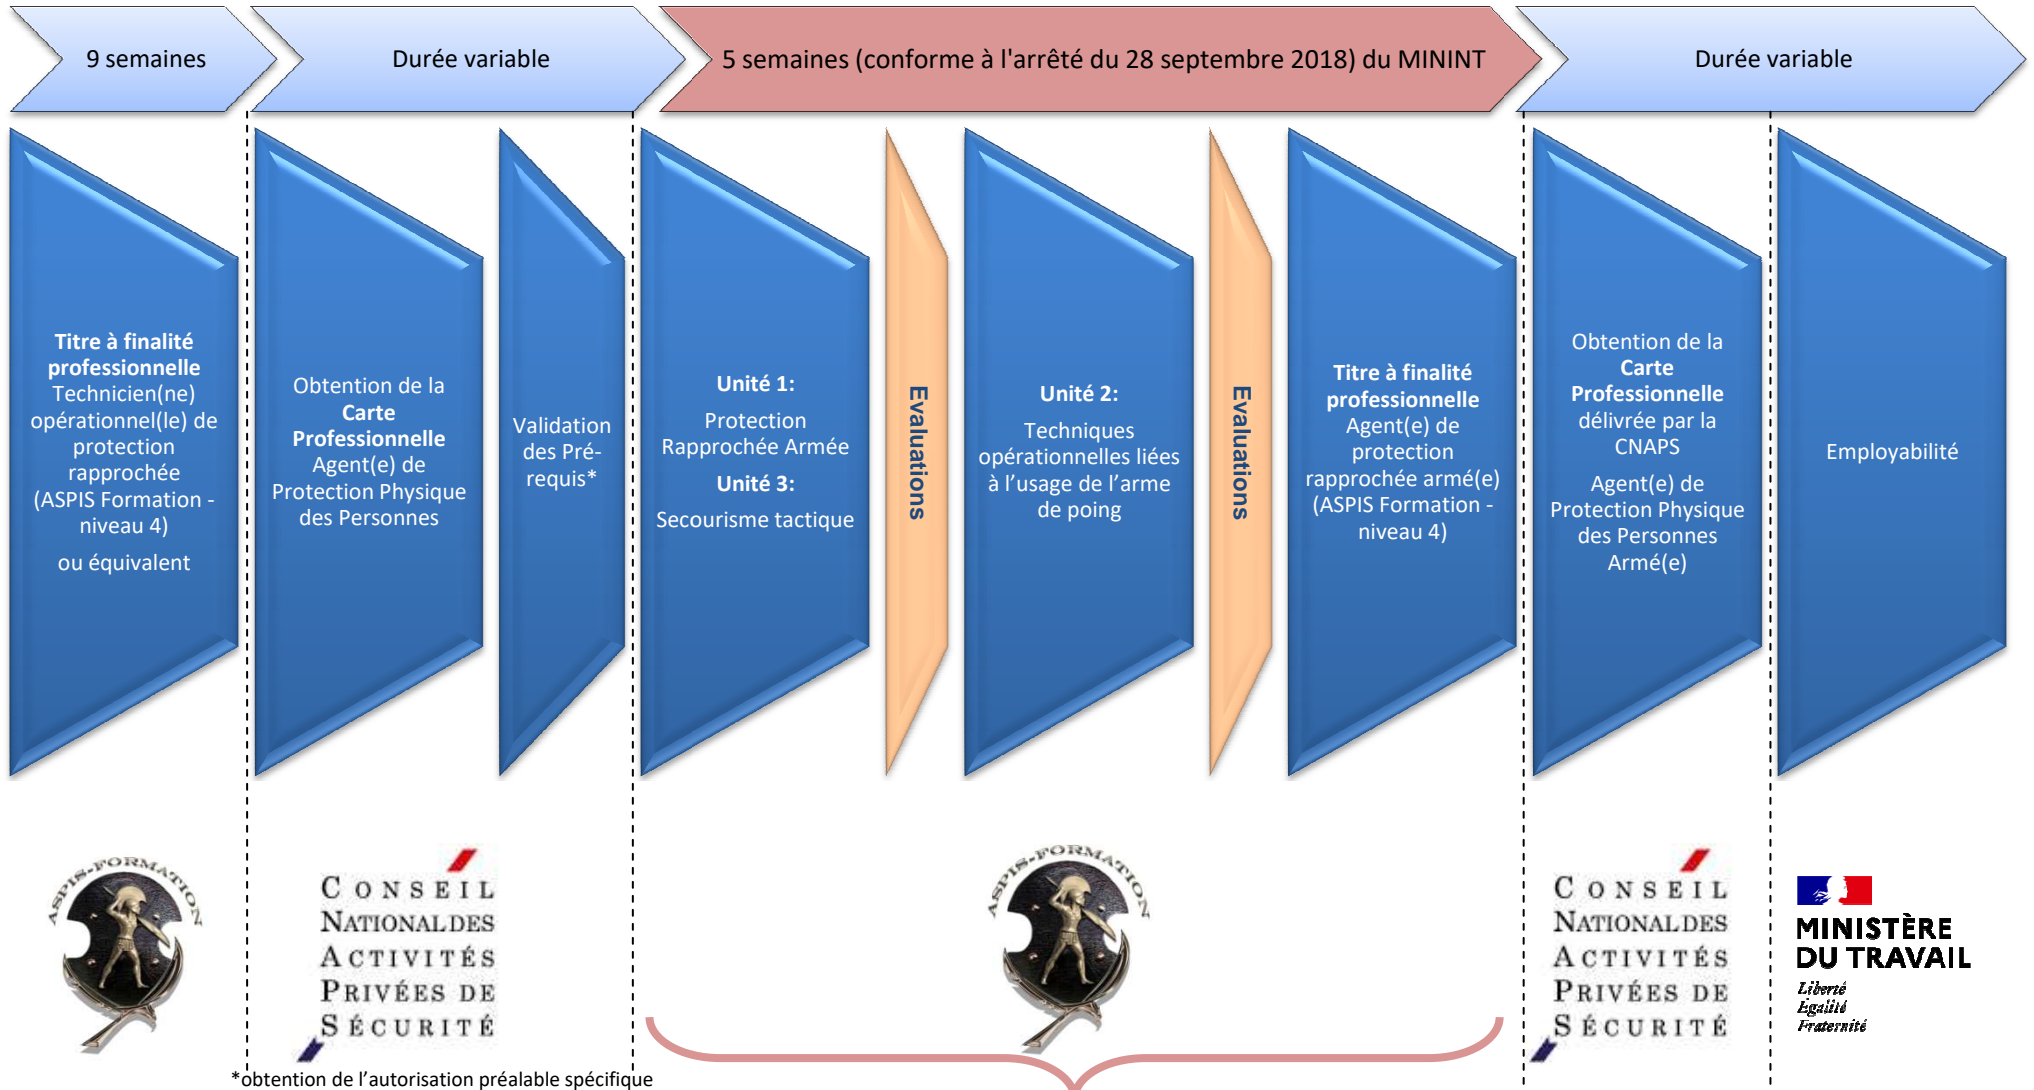 9 semaines
Durée variable
5 semaines (conforme à l'arrêté du 28 septembre 2018) du MININT
Durée variable
Titre à finalité
professionnelle
Technicien(ne)
opérationnel(le) de
protection
rapprochée
(ASPIS Formation -
niveau 4)
ou équivalent
Obtention de la
Carte
Professionnelle
Agent(e) de
Protection Physique
des Personnes
Validation
des Pré-
requis*
Unité 1:
Protection
Rapprochée Armée
Unité 3:
Secourisme tactique
Evaluations
Unité 2:
Techniques
opérationnelles liées
à l'usage de l'arme
de poing
Evaluations
Titre à finalité
professionnelle
Agent(e) de
protection
rapprochée armé(e)
(ASPIS Formation -
niveau 4)
Obtention de la
Carte
Professionnelle
délivrée par la
CNAPS
Agent(e) de
Protection Physique
des Personnes
Armé(e)
Employabilité
ASPIS-FORMATION
CONSEIL
NATIONAL DES
ACTIVITÉS
PRIVÉES DE
SÉCURITÉ
ASPIS-FORMATION
CONSEIL
NATIONAL DES
ACTIVITÉS
PRIVÉES DE
SÉCURITÉ
MINISTÈRE
DU TRAVAIL
Liberté
Égalité
Fraternité
*obtention de l'autorisation préalable spécifique